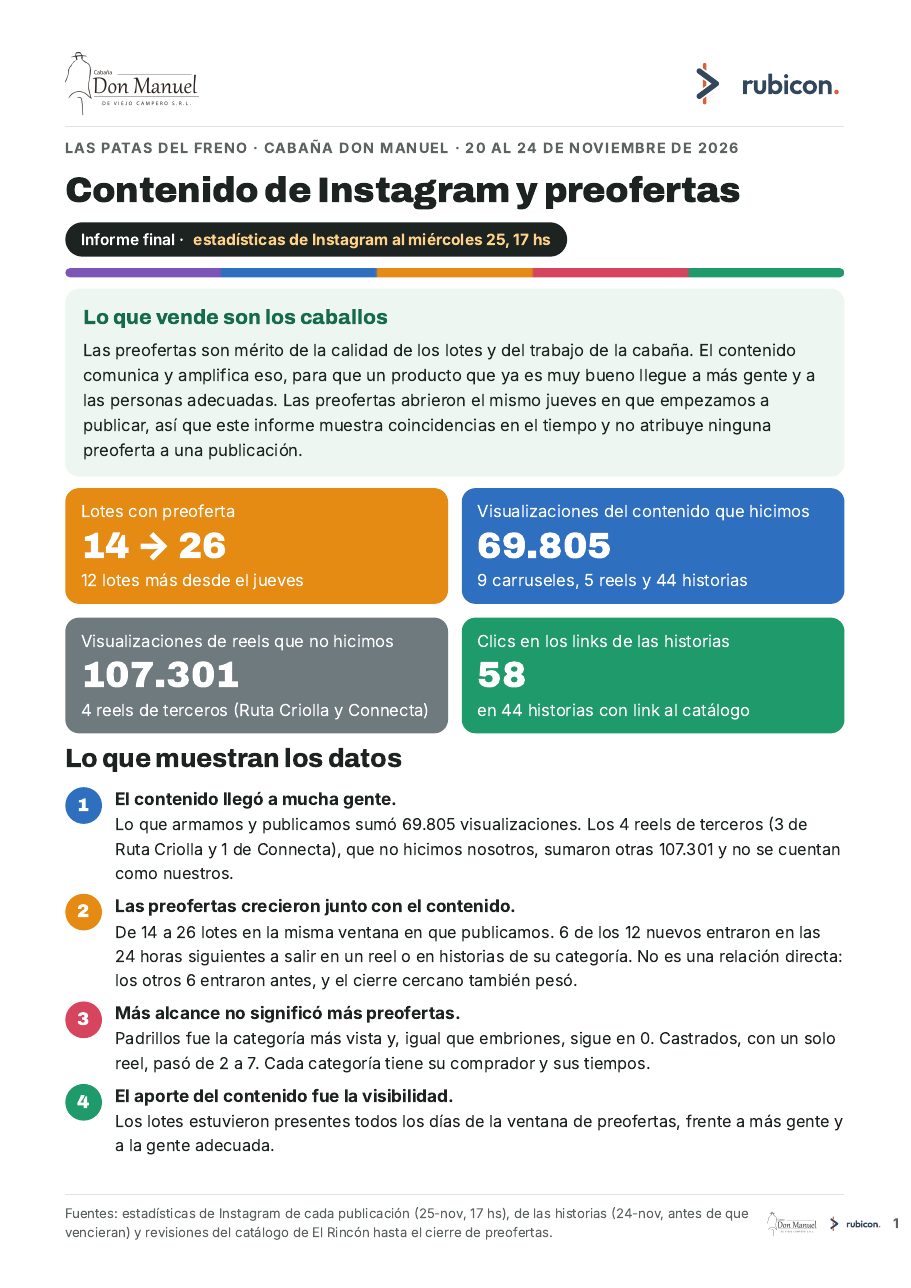 Cabaña
Don Manuel
DE VIEJO CAMPERO S.R.L.
rubicon.
LAS PATAS DEL FRENO · CABAÑA DON MANUEL · 20 AL 24 DE NOVIEMBRE DE 2026
Contenido de Instagram y preofertas
Informe final · estadísticas de Instagram al miércoles 25, 17 hs
Lo que vende son los caballos
Las preofertas son mérito de la calidad de los lotes y del trabajo de la cabaña. El contenido
comunica y amplifica eso, para que un producto que ya es muy bueno llegue a más gente y a
las personas adecuadas. Las preofertas abrieron el mismo jueves en que empezamos a
publicar, así que este informe muestra coincidencias en el tiempo y no atribuye ninguna
preoferta a una publicación.
Lotes con preoferta
14 → 26
12 lotes más desde el jueves
Visualizaciones del contenido que hicimos
69.805
9 carruseles, 5 reels y 44 historias
Visualizaciones de reels que no hicimos
107.301
4 reels de terceros (Ruta Criolla y Connecta)
Clics en los links de las historias
58
en 44 historias con link al catálogo
Lo que muestran los datos
1
El contenido llegó a mucha gente.
Lo que armamos y publicamos sumó 69.805 visualizaciones. Los 4 reels de terceros (3 de
Ruta Criolla y 1 de Connecta), que no hicimos nosotros, sumaron otras 107.301 y no se cuentan
como nuestros.
2
Las preofertas crecieron junto con el contenido.
De 14 a 26 lotes en la misma ventana en que publicamos. 6 de los 12 nuevos entraron en las
24 horas siguientes a salir en un reel o en historias de su categoría. No es una relación directa:
los otros 6 entraron antes, y el cierre cercano también pesó.
3
Más alcance no significó más preofertas.
Padrillos fue la categoría más vista y, igual que embriones, sigue en 0. Castrados, con un solo
reel, pasó de 2 a 7. Cada categoría tiene su comprador y sus tiempos.
4
El aporte del contenido fue la visibilidad.
Los lotes estuvieron presentes todos los días de la ventana de preofertas, frente a más gente y
a la gente adecuada.
Fuentes: estadísticas de Instagram de cada publicación (25-nov, 17 hs), de las historias (24-nov, antes de que
vencieran) y revisiones del catálogo de El Rincón hasta el cierre de preofertas.
Don Manuel
rubicon.
1